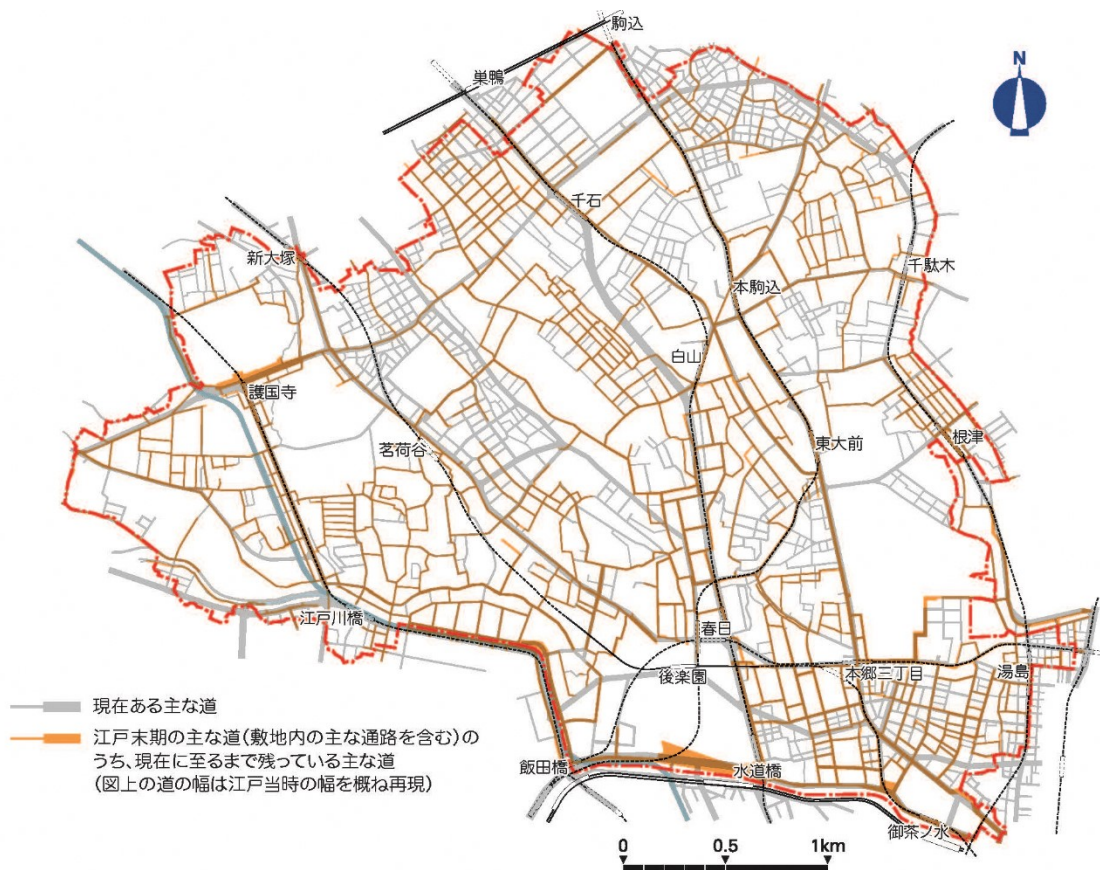 駒込
巣鴨
N
千石
新大塚
千駄木
本駒込
白山
護国寺
茗荷谷
東大前
根津
江戸川橋
春日
後楽園
本郷三丁目
湯島
現在ある主な道
江戸末期の主な道(敷地内の主な通路を含む)の
うち、現在に至るまで残っている主な道
(図上の道の幅は江戸当時の幅を概ね再現)
飯田橋
水道橋
御茶ノ水
0 0.5 1km